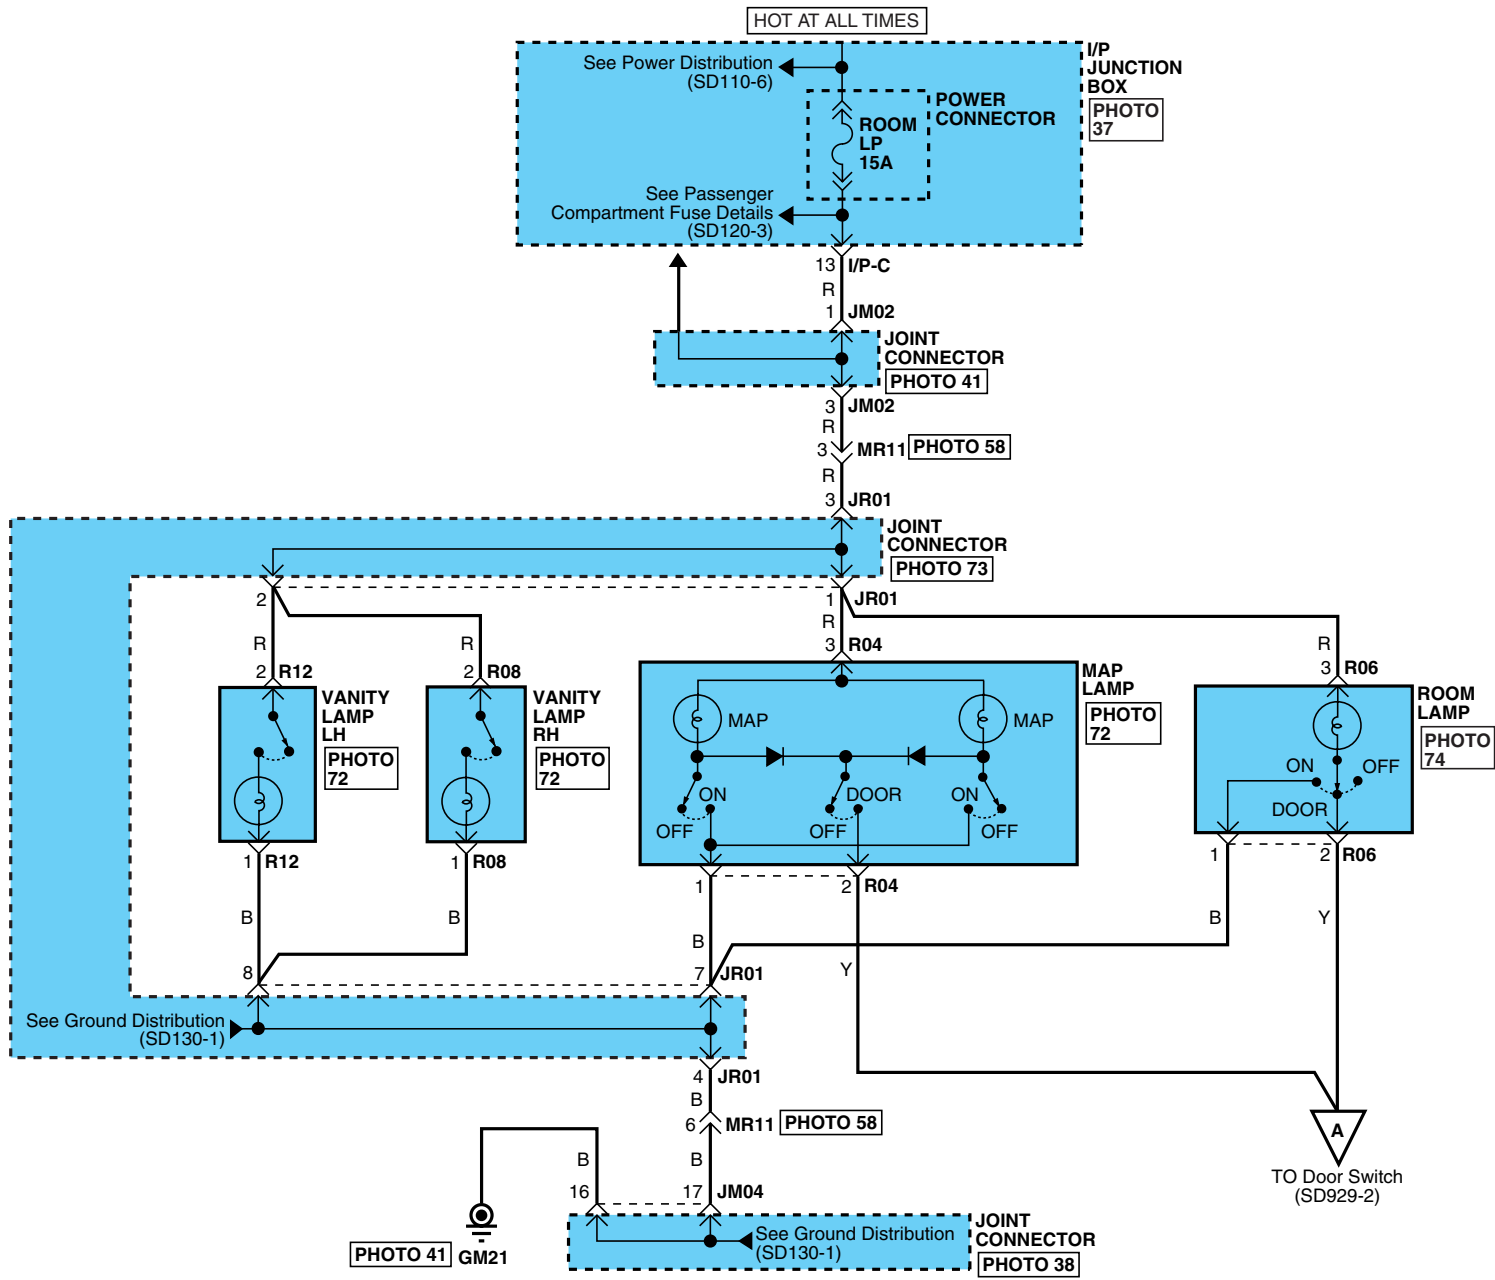 HOT AT ALL TIMES
I/P
JUNCTION
BOX
PHOTO
37
See Power Distribution
(SD110-6)
POWER
CONNECTOR
ROOM
LP
15A
See Passenger
Compartment Fuse Details
(SD120-3)
13 I/P-C
R
1 JM02
JOINT
CONNECTOR
PHOTO 41
3 JM02
R
3 MR11 PHOTO 58
R
3 JR01
JOINT
CONNECTOR
PHOTO 73
2
1 JR01
R
R
R
R
2 R12
2 R08
3 R04
3 R06
VANITY
LAMP
LH
PHOTO
72
VANITY
LAMP
RH
PHOTO
72
MAP
LAMP
PHOTO
72
ROOM
LAMP
PHOTO
74
MAP
MAP
ON
DOOR
ON
OFF
OFF
OFF
ON
OFF
DOOR
1 R12
1 R08
1
2 R04
1
2 R06
B
B
B
Y
B
Y
8
7 JR01
See Ground Distribution
(SD130-1)
4 JR01
B
6 MR11 PHOTO 58
B
B
16
17 JM04
A
TO Door Switch
(SD929-2)
See Ground Distribution
(SD130-1)
JOINT
CONNECTOR
PHOTO 38
PHOTO 41 GM21